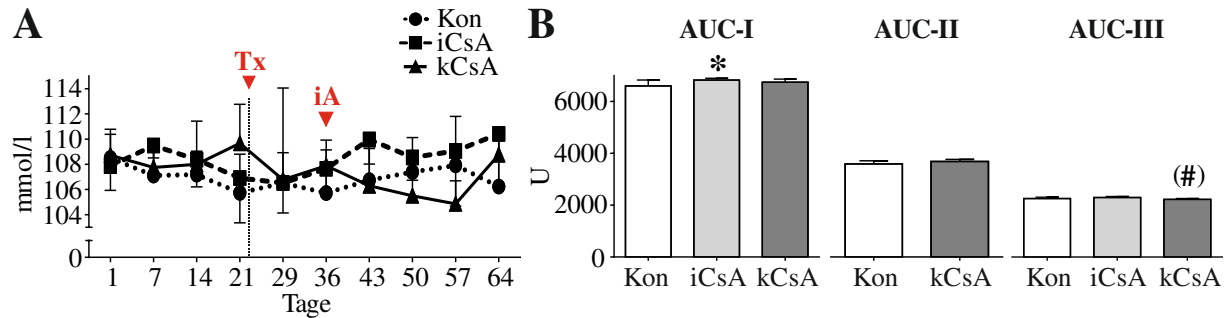 A
Kon
iCsA
kCsA
Tx
iA
mmol/l
114
112
110
108
106
104
0
1 7 14 21 29 36 43 50 57 64
Tage
B
AUC-I AUC-II AUC-III
U
6000
4000
2000
0
*
(#)
Kon iCsA kCsA Kon kCsA Kon iCsA kCsA